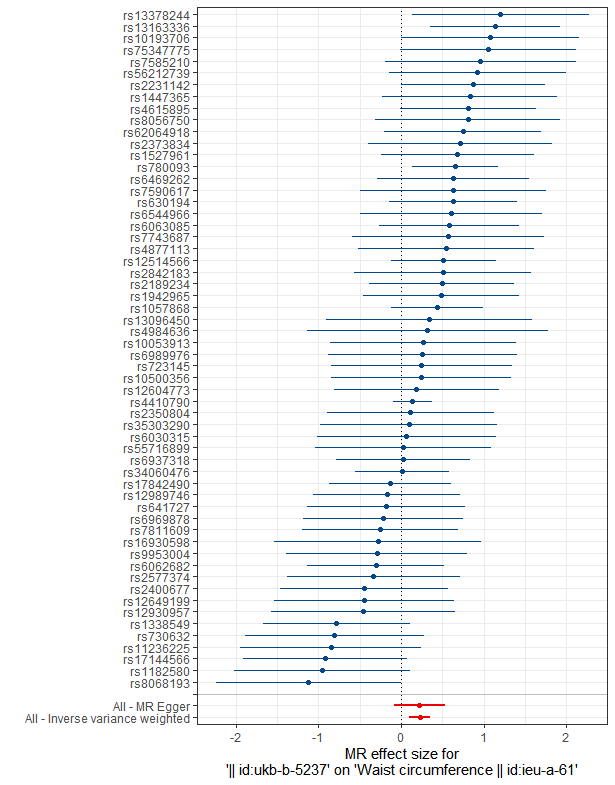 rs13378244
rs13163336
rs10193706
rs75347775
rs7585210
rs56212739
rs2231142
rs1447365
rs4615895
rs8056750
rs62064918
rs2373834
rs1527961
rs780093
rs6469262
rs7590617
rs630194
rs6544966
rs6063085
rs7743687
rs4877113
rs12514566
rs2842183
rs2189234
rs1942965
rs1057868
rs13096450
rs4984636
rs10053913
rs6989976
rs723145
rs10500356
rs12604773
rs4410790
rs2350804
rs35303290
rs6030315
rs55716899
rs6937318
rs34060476
rs17842490
rs12989746
rs641727
rs6969878
rs7811609
rs16930598
rs9953004
rs6062682
rs2577374
rs2400677
rs12649199
rs12930957
rs1338549
rs730632
rs11236225
rs17144566
rs1182580
rs8068193
All - MR Egger
All - Inverse variance weighted
-2 -1 0 1 2
MR effect size for
'|| id:ukb-b-5237' on 'Waist circumference || id:ieu-a-61'